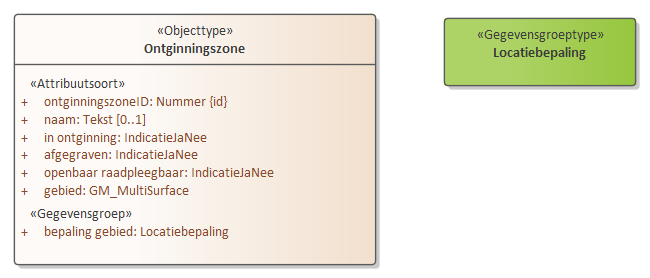 «Objecttype»
Ontginningszone
«Attribuutsoort»
+ ontginningszoneID: Nummer {id}
+ naam: Tekst [0..1]
+ in ontginning: IndicatieJaNee
+ afgegraven: IndicatieJaNee
+ openbaar raadpleegbaar: IndicatieJaNee
+ gebied: GM_MultiSurface
«Gegevensgroep»
+ bepaling gebied: Locatiebepaling
«Gegevensgroeptype»
Locatiebepaling